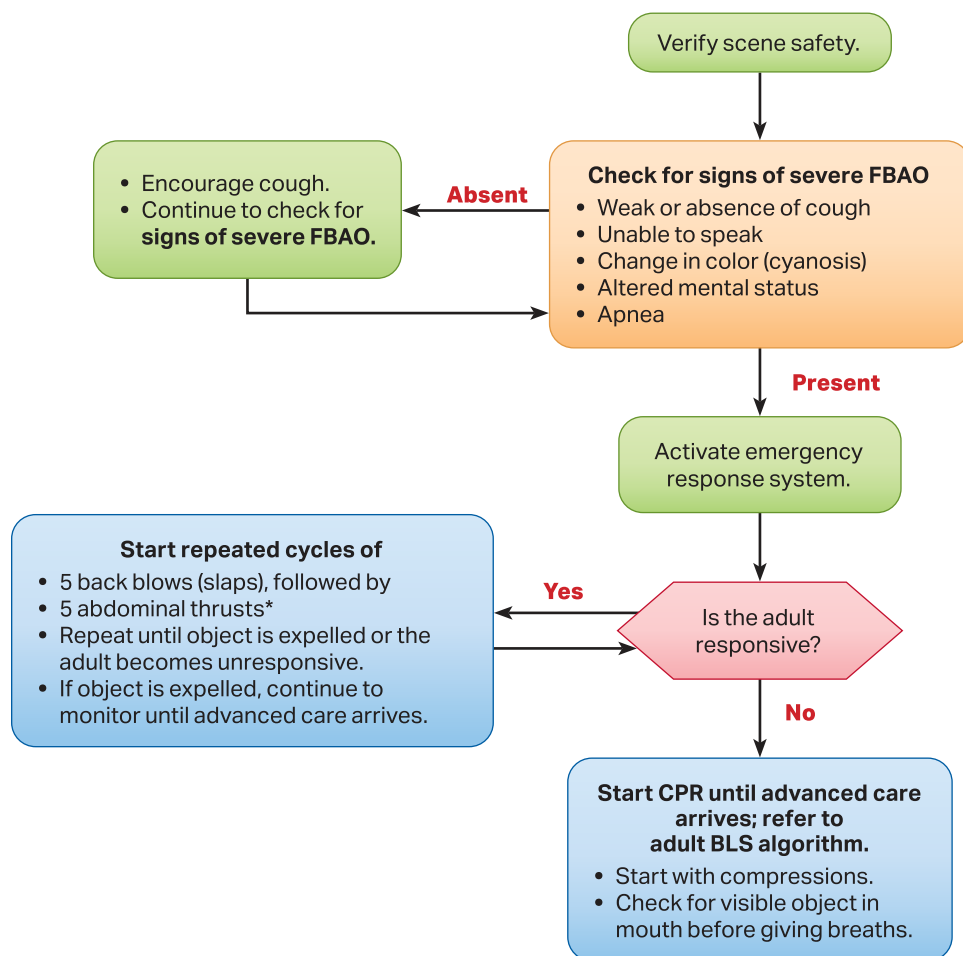 Verify scene safety.
Check for signs of severe FBAO
• Weak or absence of cough
• Unable to speak
• Change in color (cyanosis)
• Altered mental status
• Apnea
Absent
• Encourage cough.
• Continue to check for
signs of severe FBAO.
Present
Activate emergency
response system.
Is the adult
responsive?
Yes
Start repeated cycles of
• 5 back blows (slaps), followed by
• 5 abdominal thrusts*
• Repeat until object is expelled or the
adult becomes unresponsive.
• If object is expelled, continue to
monitor until advanced care arrives.
No
Start CPR until advanced care
arrives; refer to
adult BLS algorithm.
• Start with compressions.
• Check for visible object in
mouth before giving breaths.